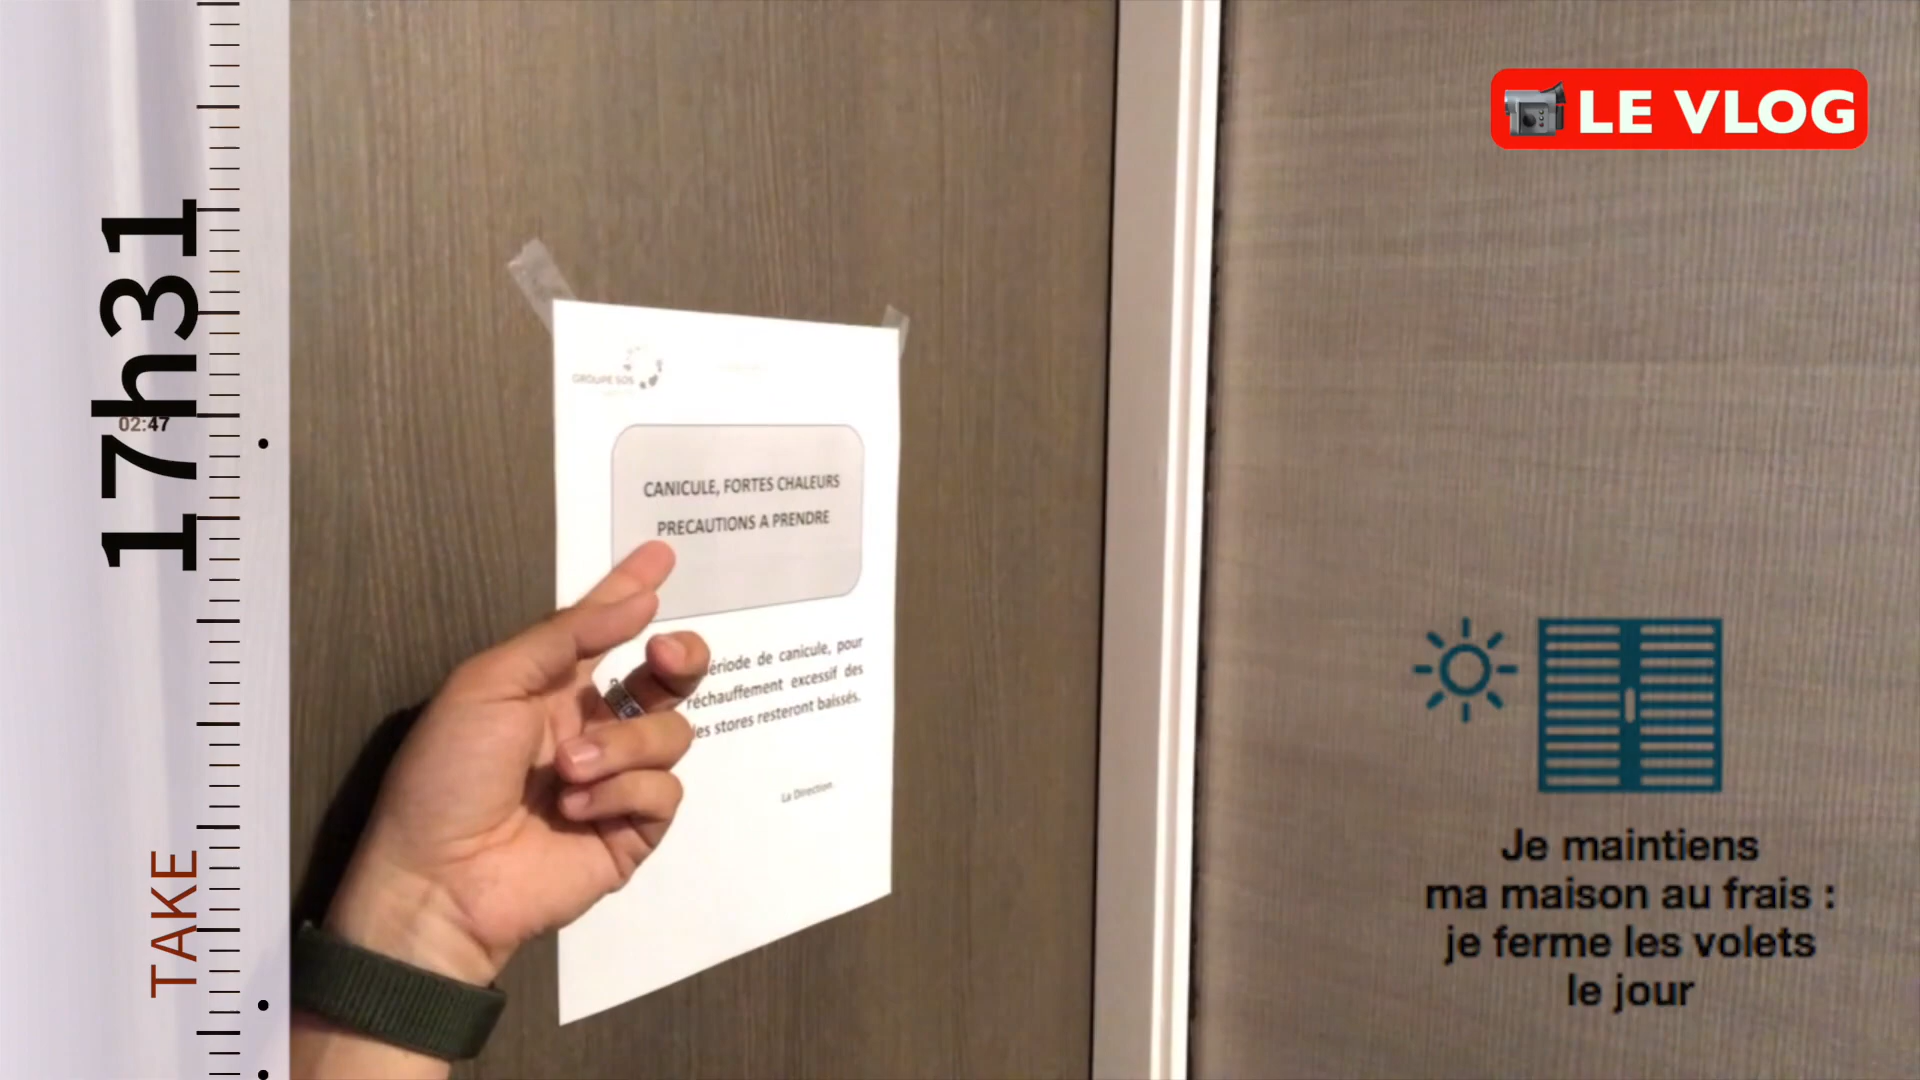 17h31
02:47
TAKE
LE VLOG
GROUPE SOS
CANICULE, FORTES CHALEURS
PRECAUTIONS A PRENDRE
période de canicule, pour
réchauffement excessif des
les stores resteront baissés.
La Direction
Je maintiens
ma maison au frais :
je ferme les volets
le jour